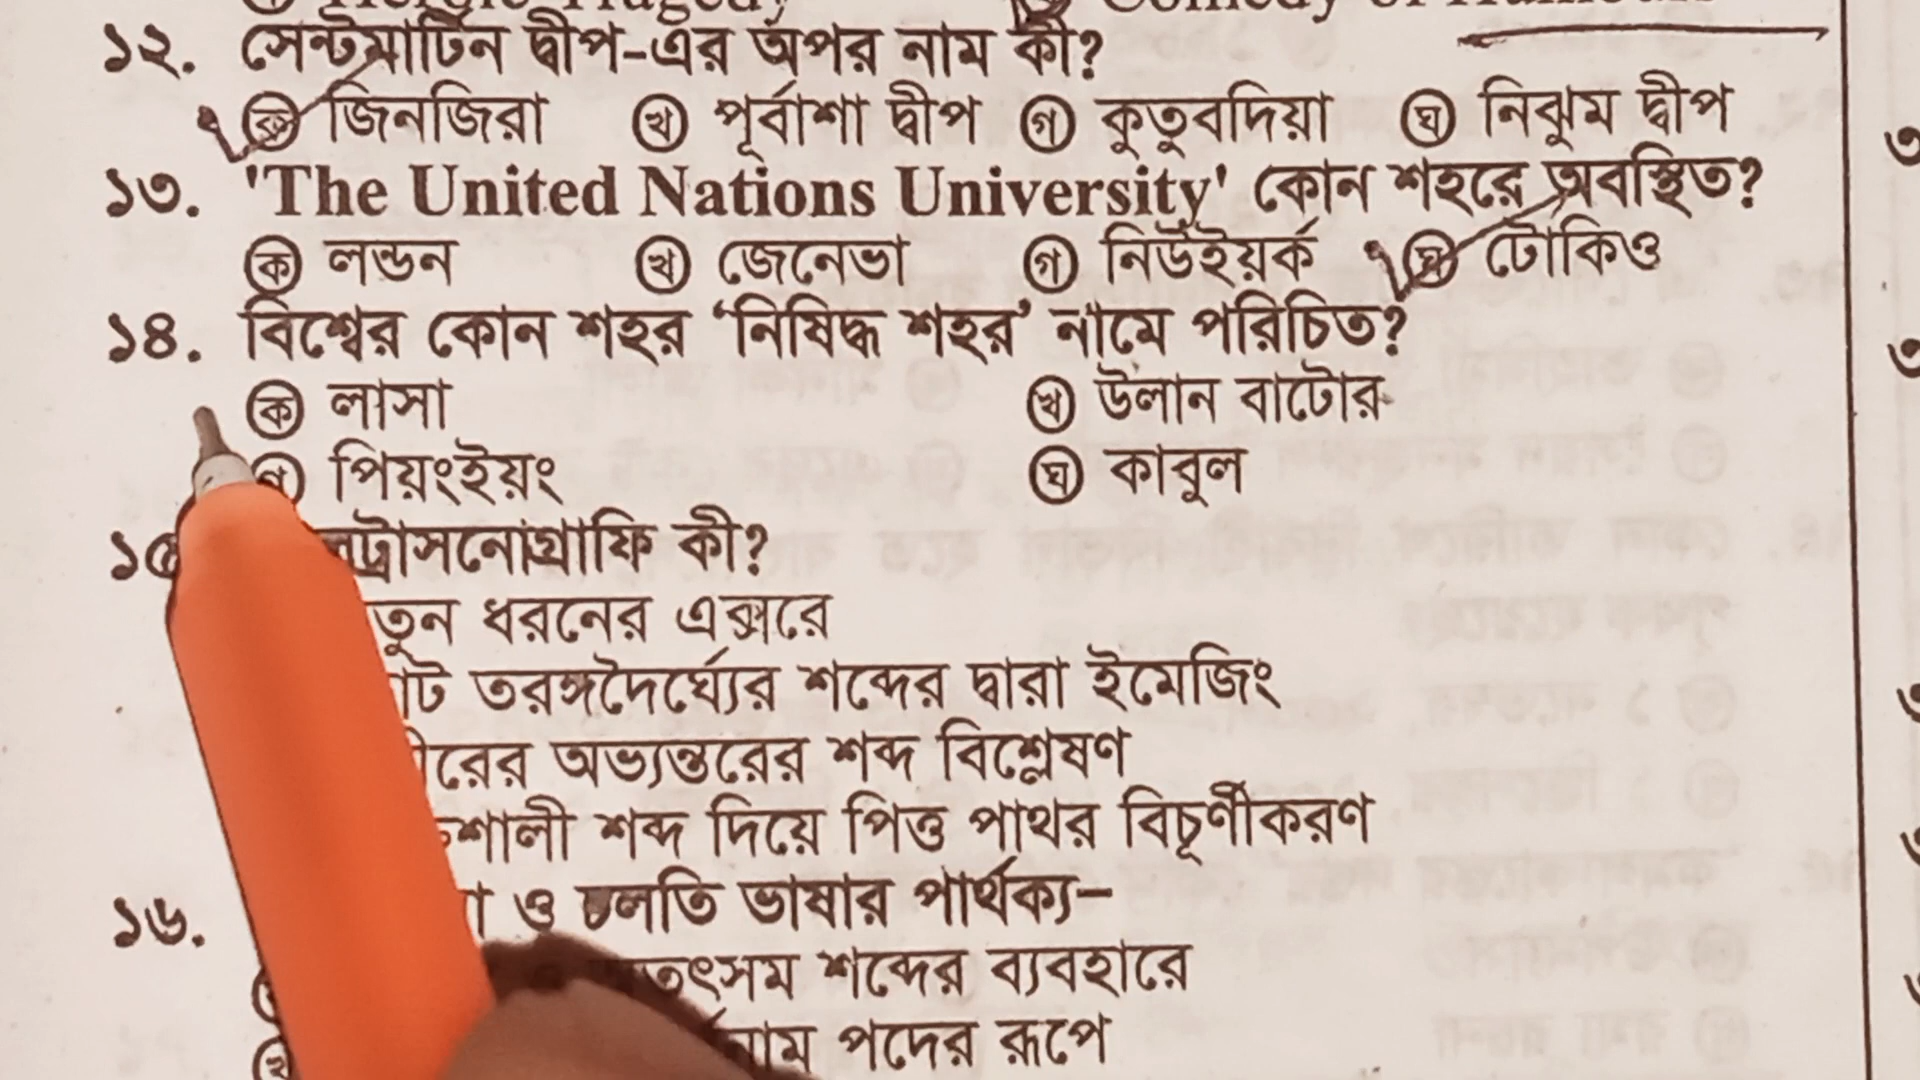 ১২. সেন্টমার্টিন দ্বীপ-এর অপর নাম কী?
ক জিনজিরা খ পূর্বাশা দ্বীপ গ কুতুবদিয়া ঘ নিঝুম দ্বীপ
১৩. 'The United Nations University' কোন শহরে অবস্থিত?
ক লন্ডন খ জেনেভা গ নিউইয়র্ক ঘ টোকিও
১৪. বিশ্বের কোন শহর ‘নিষিদ্ধ শহর’ নামে পরিচিত?
ক লাসা খ উলান বাটোর
গ পিয়ংইয়ং ঘ কাবুল
১৫ লট্রাসনোগ্রাফি কী?
তুন ধরনের এক্সরে
টি তরঙ্গদৈর্ঘ্যের শব্দের দ্বারা ইমেজিং
রের অভ্যন্তরের শব্দ বিশ্লেষণ
শালী শব্দ দিয়ে পিত্ত পাথর বিচূর্ণীকরণ
১৬. ও চলতি ভাষার পার্থক্য–
তৎসম শব্দের ব্যবহারে
নাম পদের রূপে